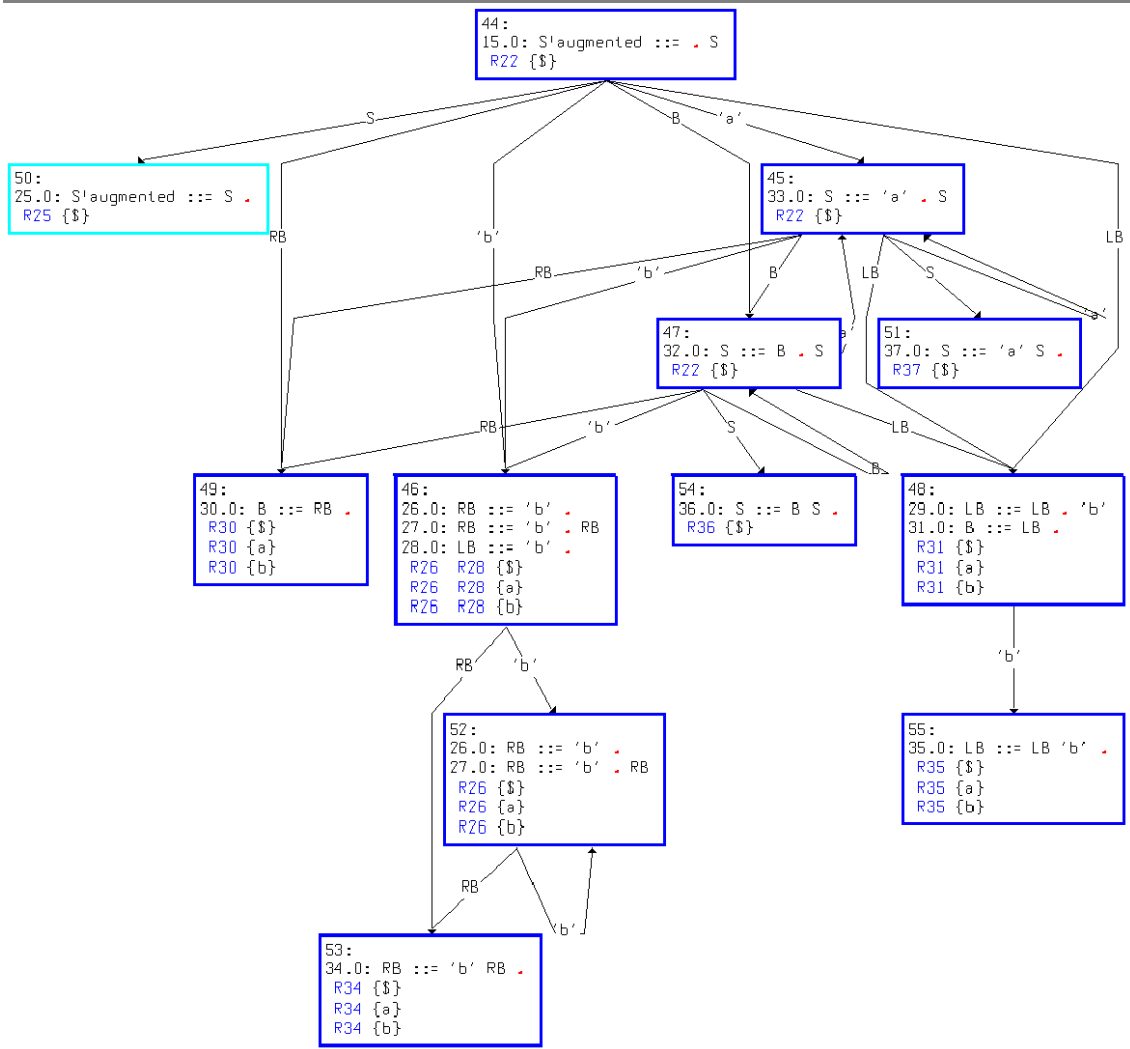 44:
15.0: S'augmented ::= . S
R22 {$}
S
B
'a'
50:
25.0: S'augmented ::= S .
R25 {$}
45:
33.0: S ::= 'a' . S
R22 {$}
RB
'b'
LB
RB
'b'
B
LB
S
'a'
a'
47:
32.0: S ::= B . S
R22 {$}
51:
37.0: S ::= 'a' S .
R37 {$}
RB
'b'
S
LB
B
49:
30.0: B ::= RB .
R30 {$}
R30 {a}
R30 {b}
46:
26.0: RB ::= 'b' .
27.0: RB ::= 'b' . RB
28.0: LB ::= 'b' .
R26 R28 {$}
R26 R28 {a}
R26 R28 {b}
54:
36.0: S ::= B S .
R36 {$}
48:
29.0: LB ::= LB . 'b'
31.0: B ::= LB .
R31 {$}
R31 {a}
R31 {b}
RB
'b'
'b'
52:
26.0: RB ::= 'b' .
27.0: RB ::= 'b' . RB
R26 {$}
R26 {a}
R26 {b}
55:
35.0: LB ::= LB 'b' .
R35 {$}
R35 {a}
R35 {b}
RB
'b'
53:
34.0: RB ::= 'b' RB .
R34 {$}
R34 {a}
R34 {b}